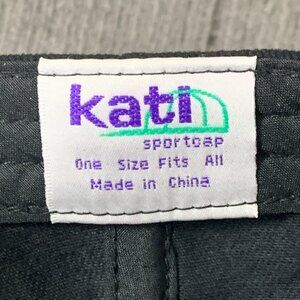 kati
sportcap
One Size Fits All
Made in China